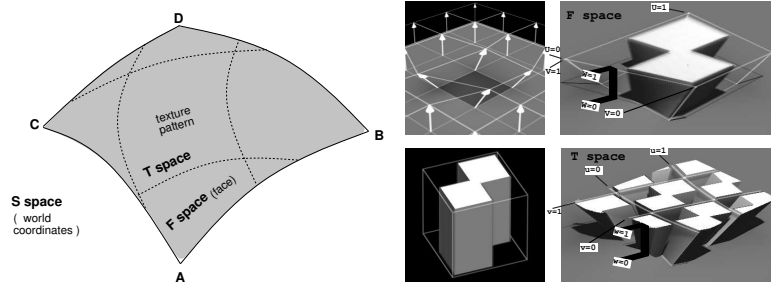 D
C
B
A
texture
pattern
T space
F space (face)
S space
( world
coordinates )
F space
U=1
U=0
V=1
W=1
W=0
V=0
T space
u=1
u=0
v=1
v=0
w=1
w=0